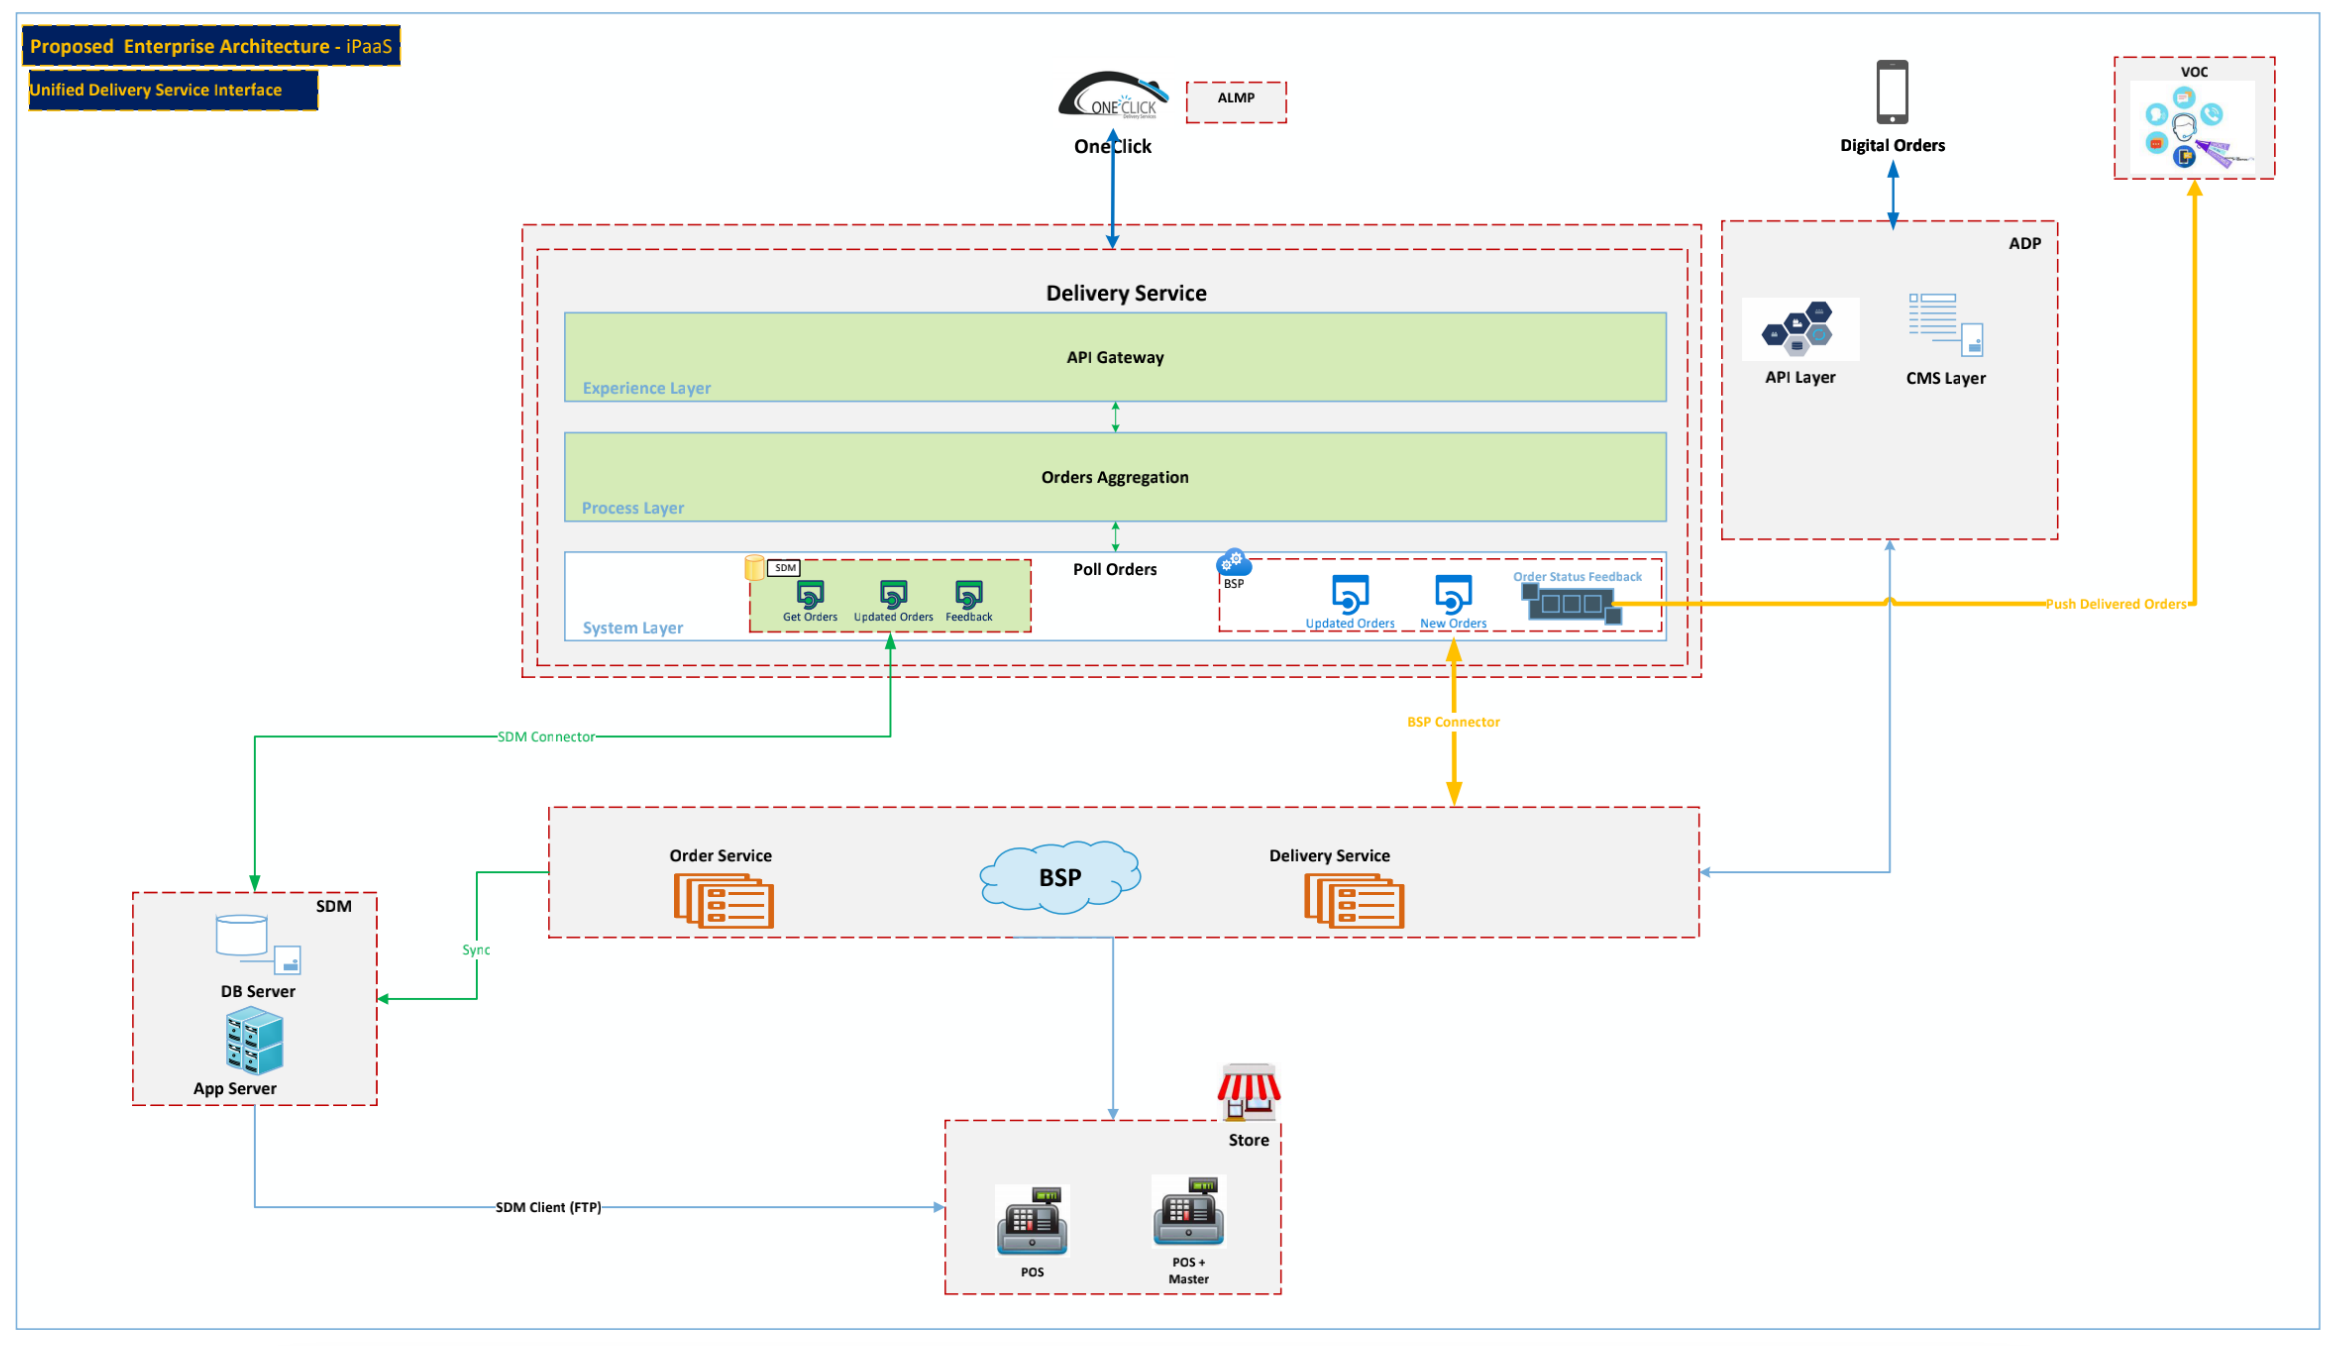 Proposed  Enterprise Architecture - iPaaS
Unified Delivery Service Interface
ONE CLICK
Delivery Services
OneClick
ALMP
Digital Orders
VOC
ADP
API Layer
CMS Layer
Delivery Service
API Gateway
Experience Layer
Orders Aggregation
Process Layer
SDM
Poll Orders
BSP
Get Orders
Updated Orders
Feedback
System Layer
Order Status Feedback
Updated Orders
New Orders
Push Delivered Orders
SDM Connector
BSP Connector
Order Service
BSP
Delivery Service
Sync
SDM
DB Server
App Server
SDM Client (FTP)
Store
POS
POS +
Master